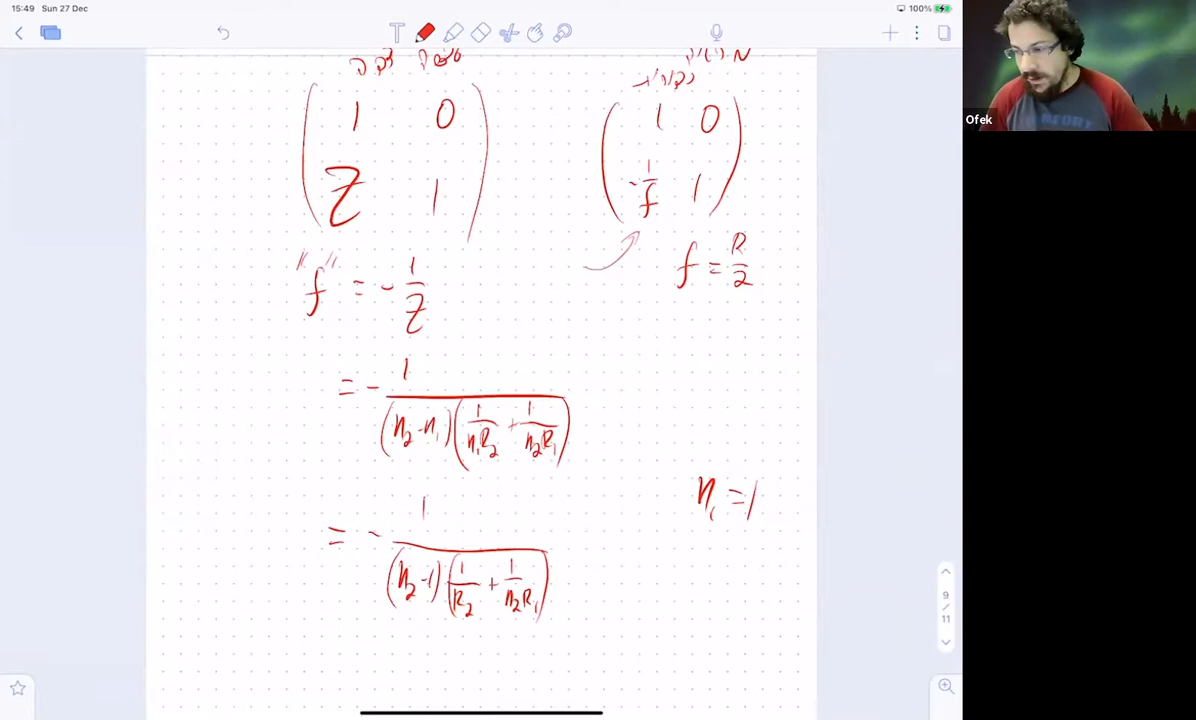 15:49 Sun 27 Dec
100%
Ofek
( 1 0
Z 1 )
( 1 0
-1/f 1 )
f = R/2
"f" = - 1/Z
= - 1/((n₂-n₁)(1/(n₁R₂) + 1/(n₂R₁)))
n₁ = 1
= - 1/((n₂-1)(1/R₂ + 1/(n₂R₁)))
9
/
11